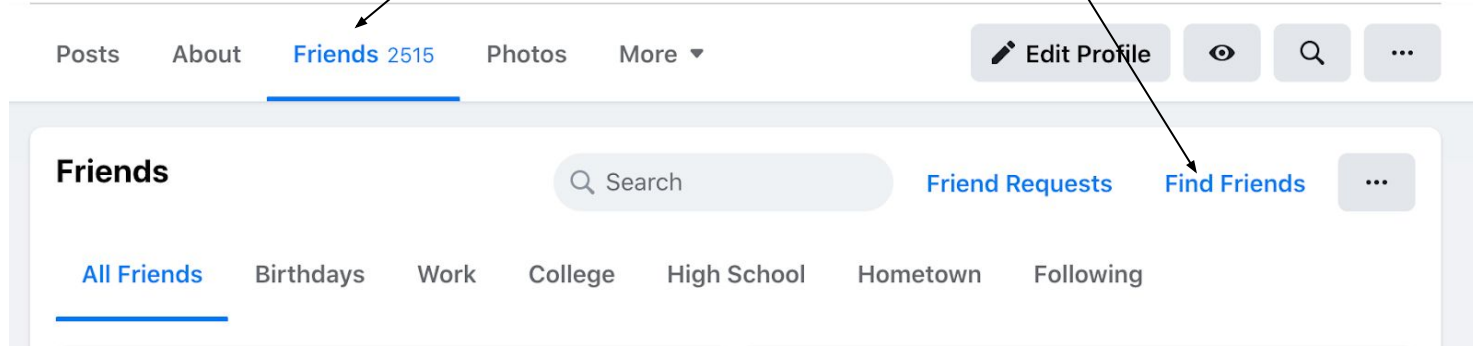 Posts About Friends 2515 Photos More Edit Profile
Friends Search Friend Requests Find Friends
All Friends Birthdays Work College High School Hometown Following